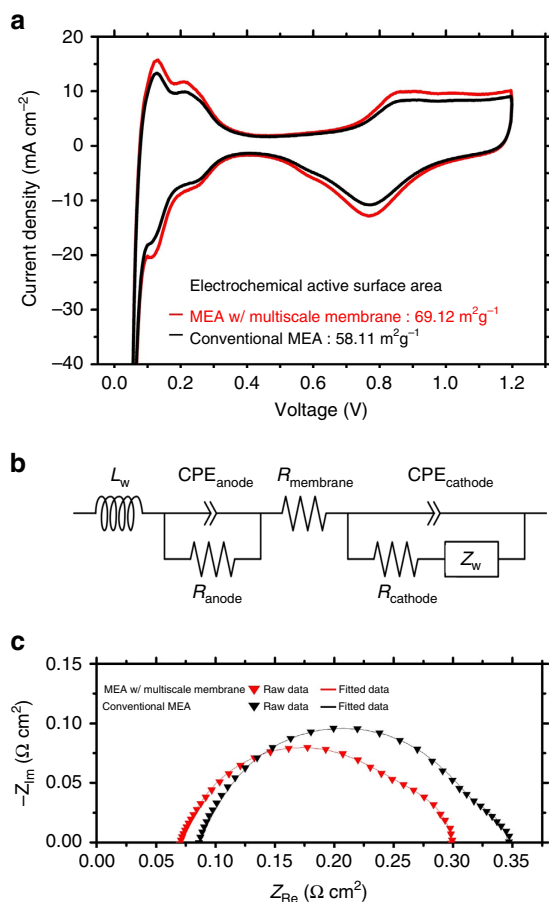 a
20
10
0
−10
−20
−30
−40
Current density (mA cm−2)
Electrochemical active surface area
MEA w/ multiscale membrane : 69.12 m2g−1
Conventional MEA : 58.11 m2g−1
0.0 0.2 0.4 0.6 0.8 1.0 1.2
Voltage (V)
b
Lw CPEanode Rmembrane CPEcathode
Zw
Ranode Rcathode
c
0.15
0.10
0.05
0.00
−ZIm (Ω cm2)
MEA w/ multiscale membrane Raw data Fitted data
Conventional MEA Raw data Fitted data
0.00 0.05 0.10 0.15 0.20 0.25 0.30 0.35
ZRe (Ω cm2)